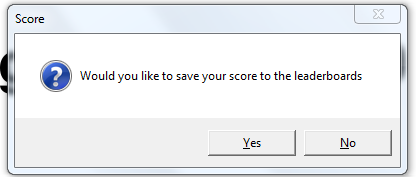 Score
Would you like to save your score to the leaderboards
Yes
No